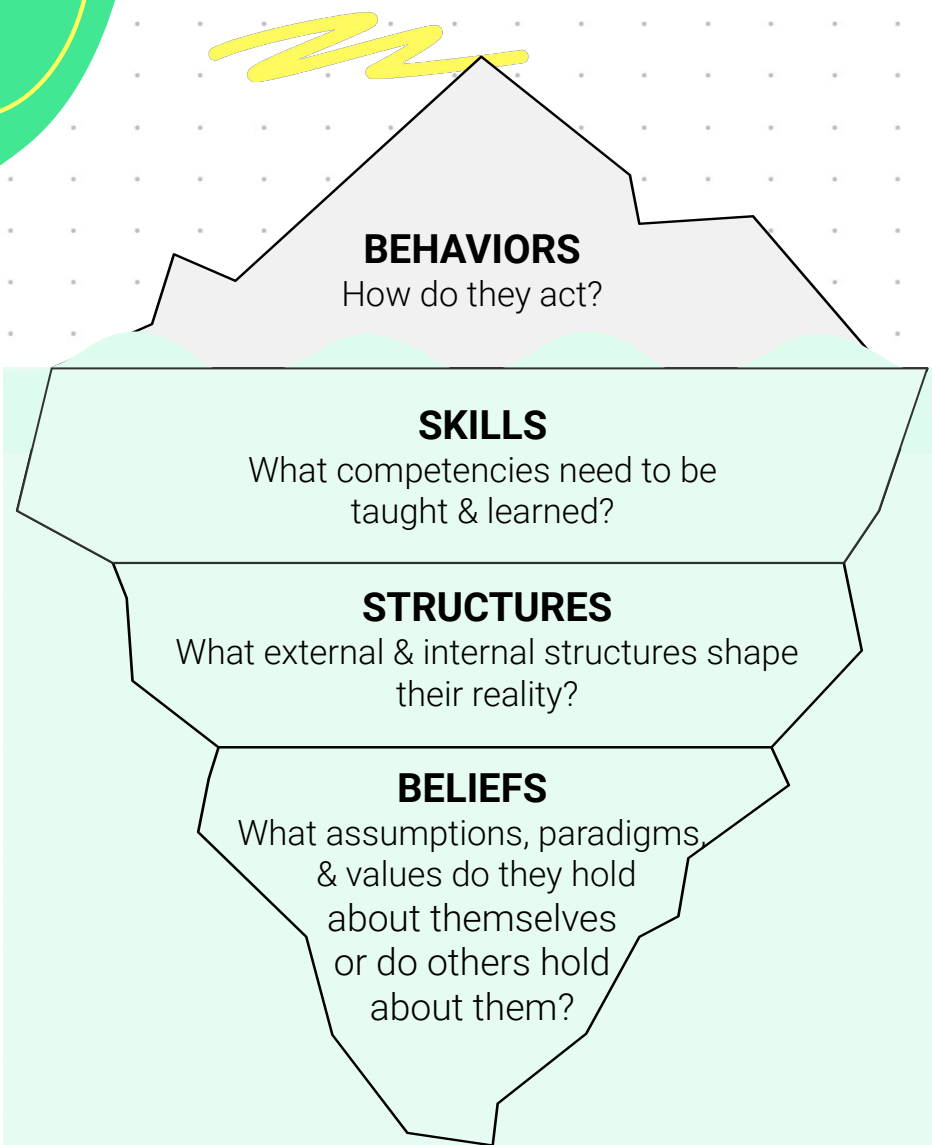 BEHAVIORS
How do they act?
SKILLS
What competencies need to be
taught & learned?
STRUCTURES
What external & internal structures shape
their reality?
BELIEFS
What assumptions, paradigms,
& values do they hold
about themselves
or do others hold
about them?